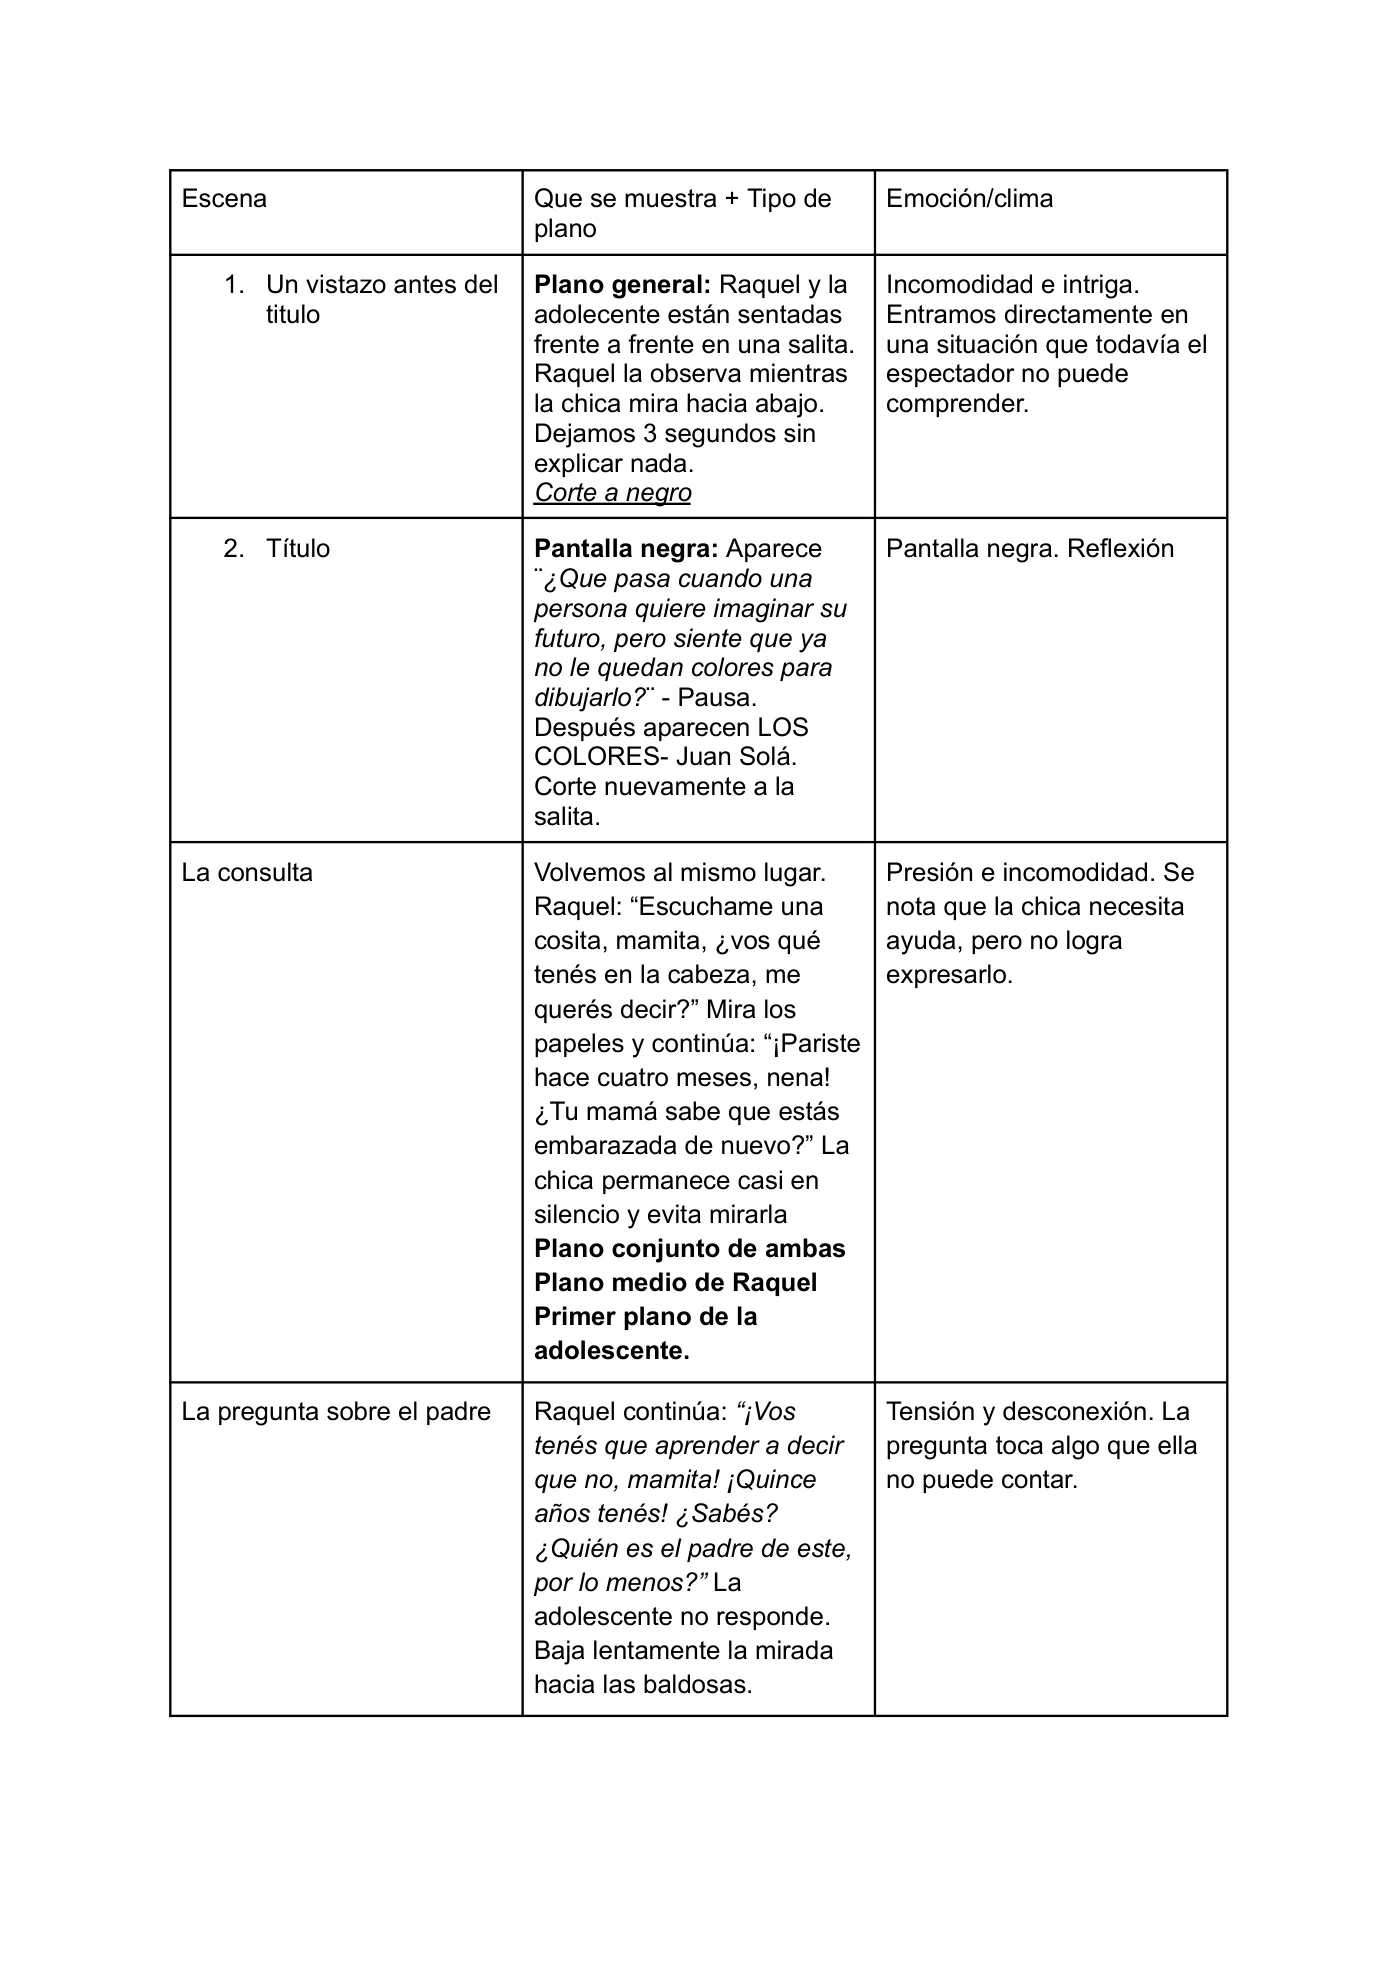 Escena
Que se muestra + Tipo de
plano
Emoción/clima
1. Un vistazo antes del
titulo
Plano general: Raquel y la
adolecente están sentadas
frente a frente en una salita.
Raquel la observa mientras
la chica mira hacia abajo.
Dejamos 3 segundos sin
explicar nada.
Corte a negro
Incomodidad e intriga.
Entramos directamente en
una situación que todavía el
espectador no puede
comprender.
2. Título
Pantalla negra: Aparece
¨¿Que pasa cuando una
persona quiere imaginar su
futuro, pero siente que ya
no le quedan colores para
dibujarlo?¨ - Pausa.
Después aparecen LOS
COLORES- Juan Solá.
Corte nuevamente a la
salita.
Pantalla negra. Reflexión
La consulta
Volvemos al mismo lugar.
Raquel: “Escuchame una
cosita, mamita, ¿vos qué
tenés en la cabeza, me
querés decir?” Mira los
papeles y continúa: “¡Pariste
hace cuatro meses, nena!
¿Tu mamá sabe que estás
embarazada de nuevo?” La
chica permanece casi en
silencio y evita mirarla
Plano conjunto de ambas
Plano medio de Raquel
Primer plano de la
adolescente.
Presión e incomodidad. Se
nota que la chica necesita
ayuda, pero no logra
expresarlo.
La pregunta sobre el padre
Raquel continúa: “¡Vos
tenés que aprender a decir
que no, mamita! ¡Quince
años tenés! ¿Sabés?
¿Quién es el padre de este,
por lo menos?” La
adolescente no responde.
Baja lentamente la mirada
hacia las baldosas.
Tensión y desconexión. La
pregunta toca algo que ella
no puede contar.